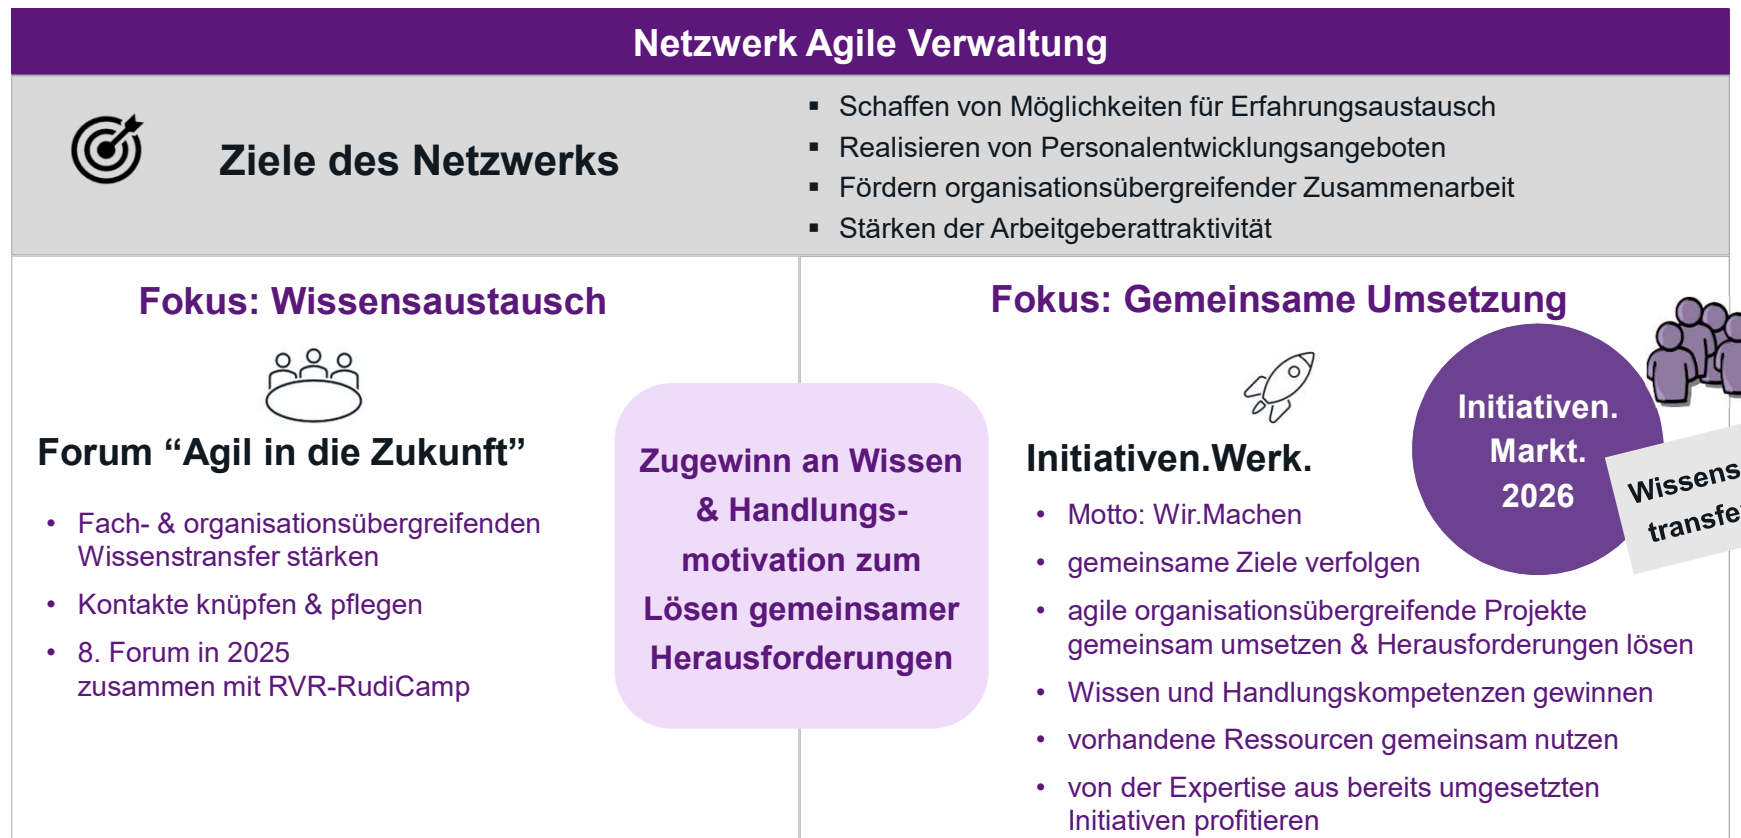 Netzwerk Agile Verwaltung
Ziele des Netzwerks
▪ Schaffen von Möglichkeiten für Erfahrungsaustausch
▪ Realisieren von Personalentwicklungsangeboten
▪ Fördern organisationsübergreifender Zusammenarbeit
▪ Stärken der Arbeitgeberattraktivität
Fokus: Wissensaustausch
Forum “Agil in die Zukunft”
• Fach- & organisationsübergreifenden
Wissenstransfer stärken
• Kontakte knüpfen & pflegen
• 8. Forum in 2025
zusammen mit RVR-RudiCamp
Zugewinn an Wissen
& Handlungs-
motivation zum
Lösen gemeinsamer
Herausforderungen
Fokus: Gemeinsame Umsetzung
Initiativen.Werk.
• Motto: Wir.Machen
• gemeinsame Ziele verfolgen
• agile organisationsübergreifende Projekte
gemeinsam umsetzen & Herausforderungen lösen
• Wissen und Handlungskompetenzen gewinnen
• vorhandene Ressourcen gemeinsam nutzen
• von der Expertise aus bereits umgesetzten
Initiativen profitieren
Initiativen.
Markt.
2026
Wissens
transfe